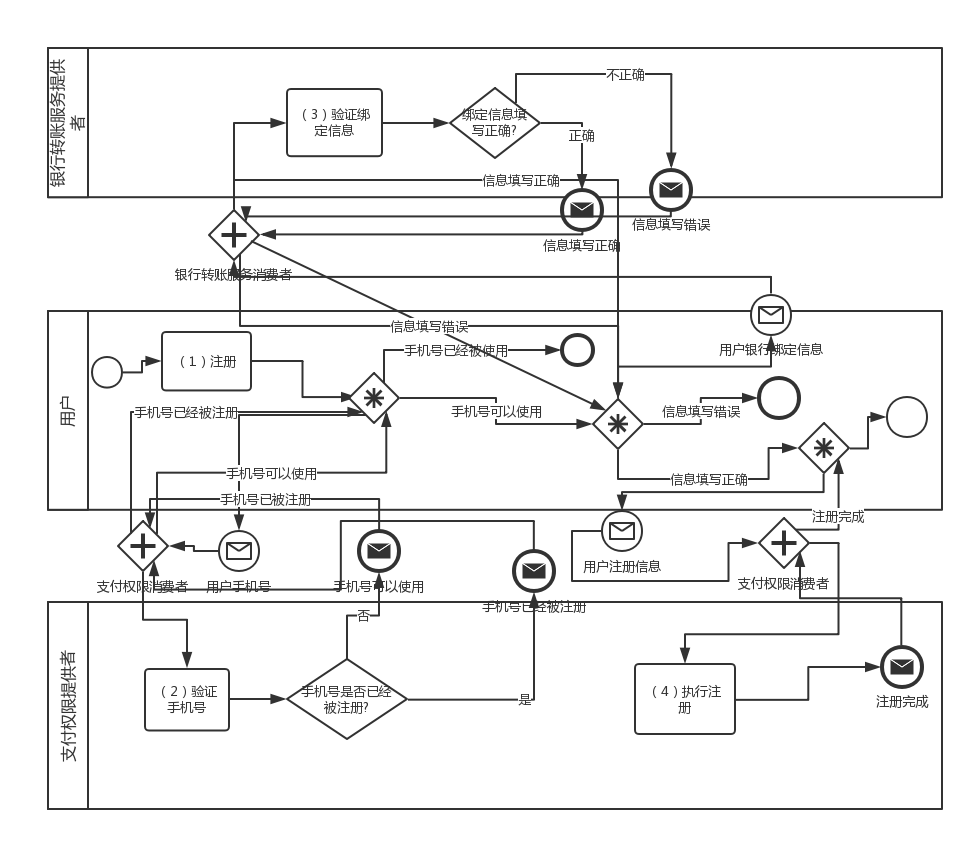 银行转账服务提供
者
（3）验证绑
定信息
绑定信息填
写正确?
不正确
正确
信息填写正确
信息填写错误
信息填写正确
银行转账服务消费者
用户
（1）注册
信息填写错误
手机号已经被使用
用户银行绑定信息
手机号已经被注册
手机号可以使用
信息填写错误
手机号可以使用
信息填写正确
手机号已被注册
注册完成
支付权限消费者
用户手机号
手机号可以使用
手机号已经被注册
用户注册信息
支付权限消费者
支付权限提供者
否
（2）验证
手机号
手机号是否已经
被注册?
是
（4）执行注
册
注册完成